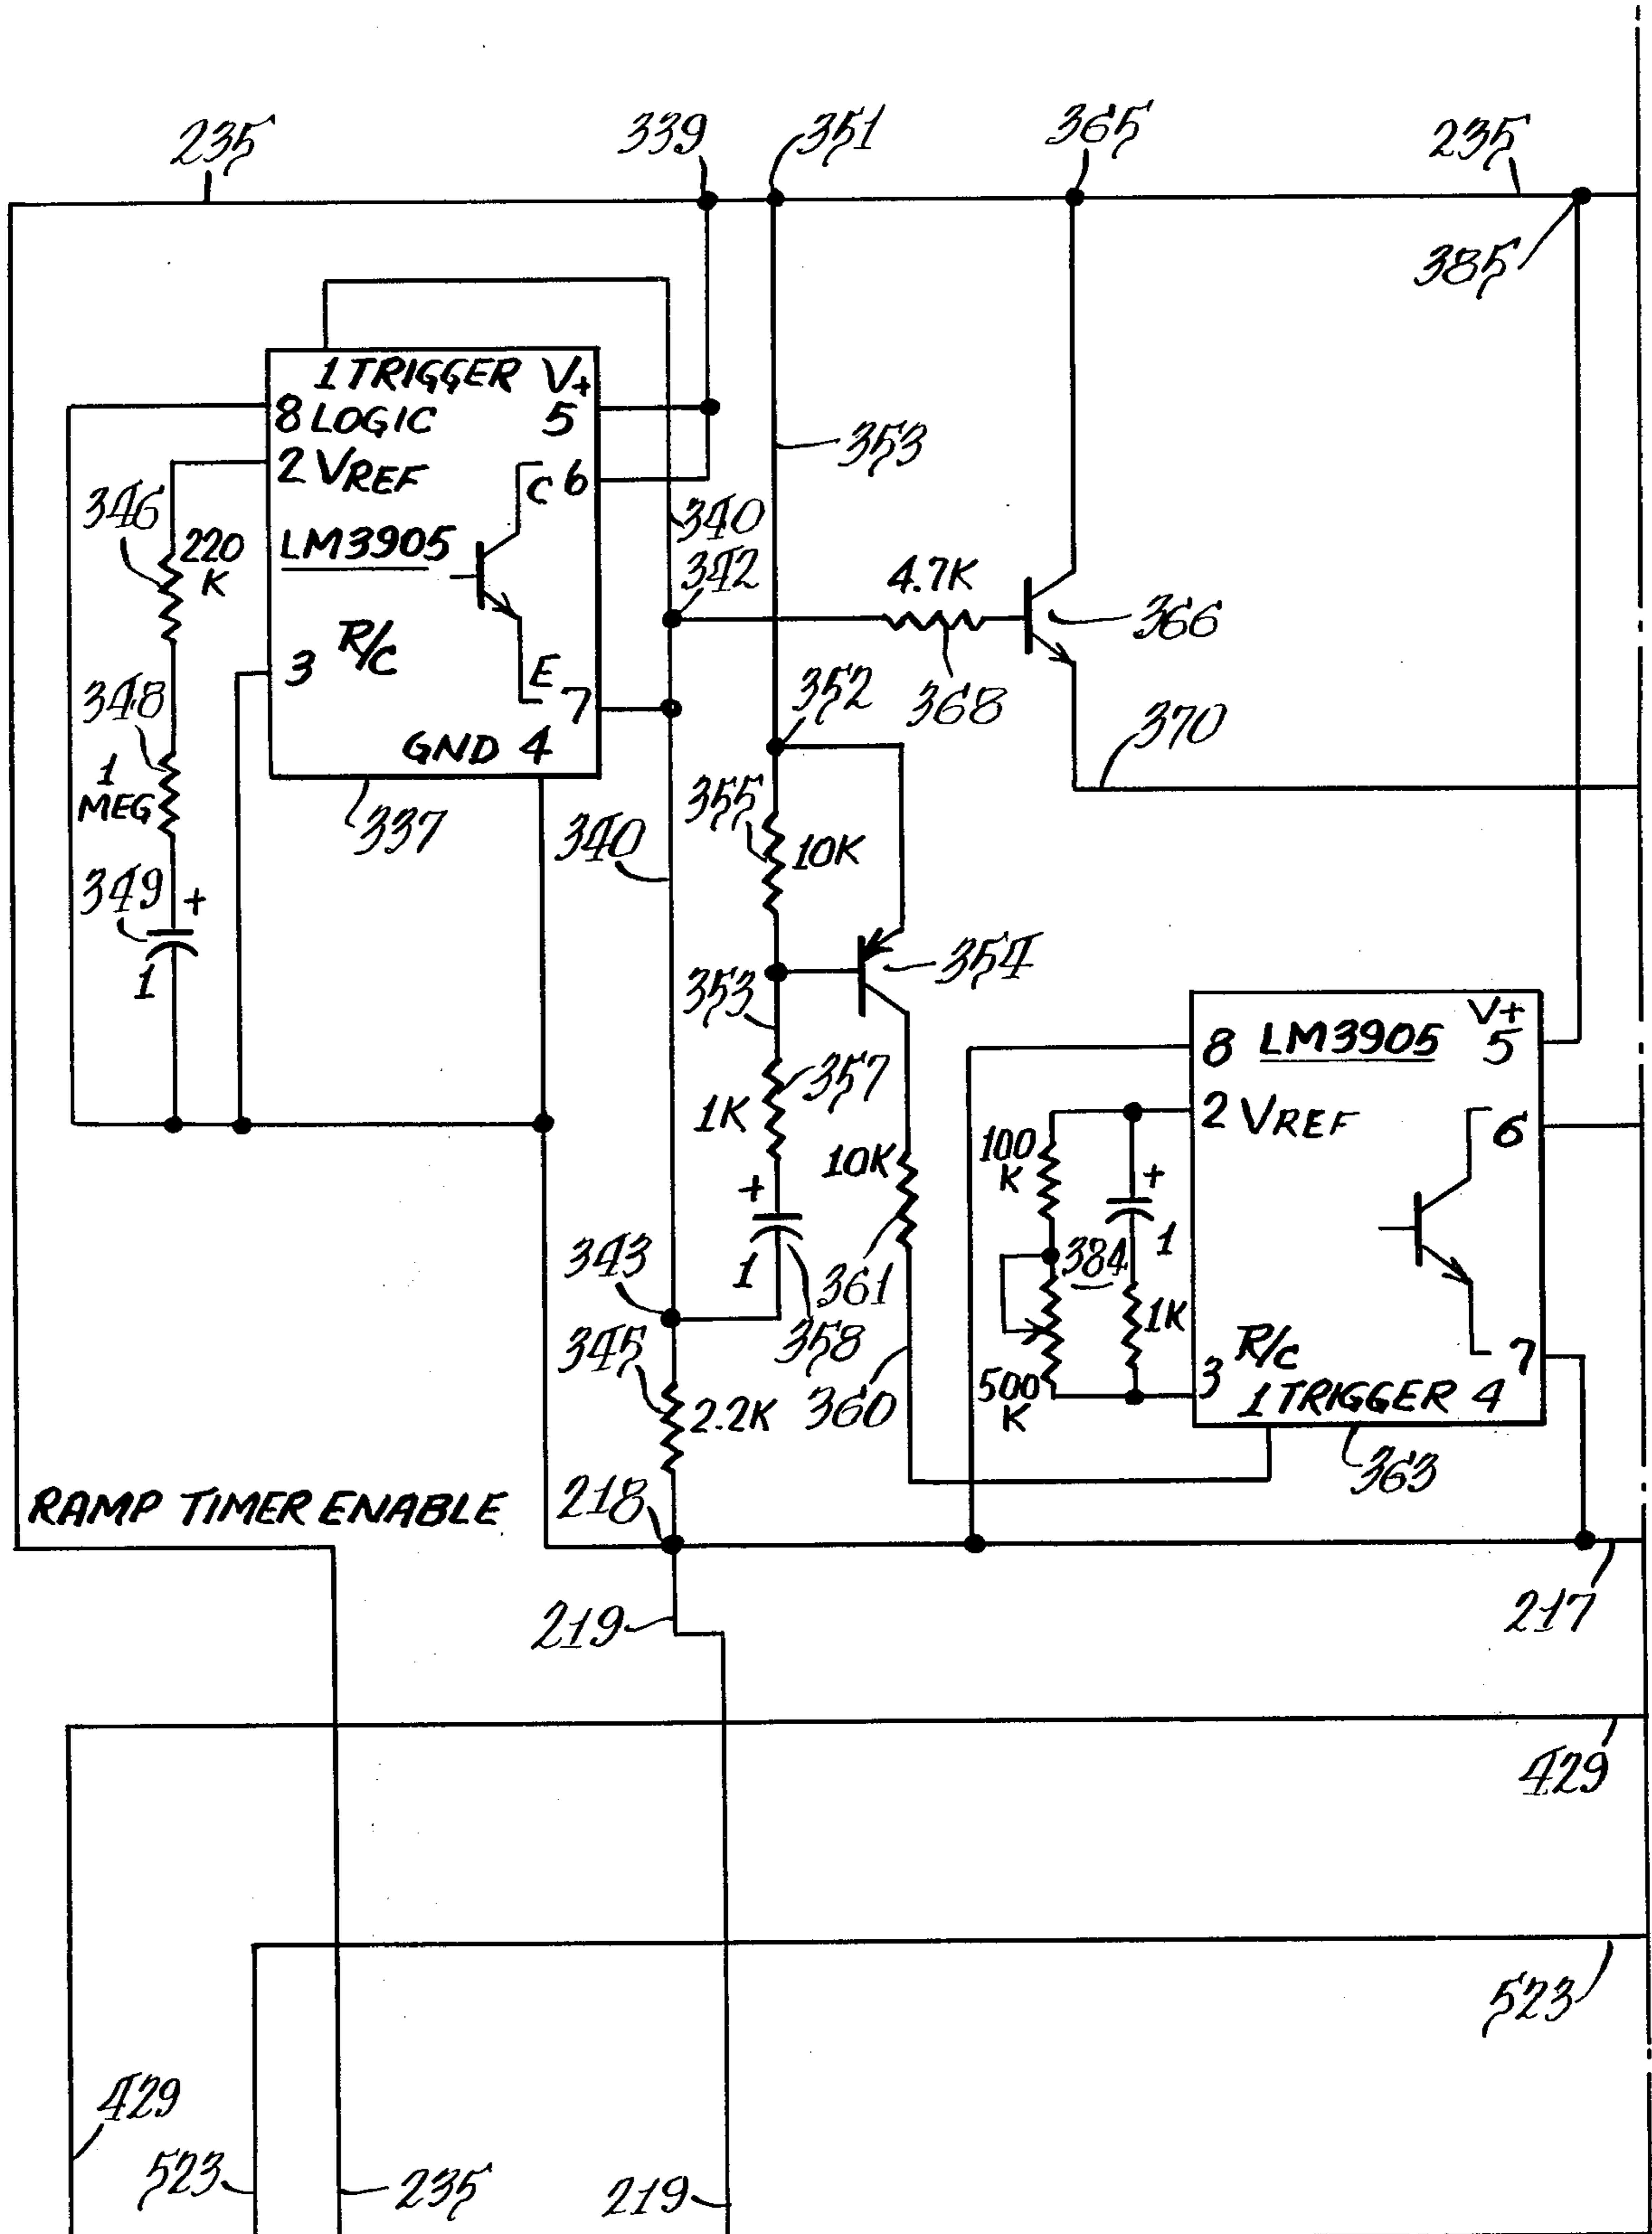 235
339
351
365
235
385
1 TRIGGER V+
8 LOGIC 5
2 VREF
C 6
353
346
220
K
LM3905
340
342
4.7K
366
R/C
3
E
7
352
368
348
GND 4
370
1
MEG
337
340
355
10K
349
+
1
354
353
V+
8 LM3905 5
357
1K
2 VREF
6
100
K
10K
+
+
343
1
384
1
361
358
1K
345
R/C
7
500
K
3
2.2K
360
1 TRIGGER 4
363
RAMP TIMER ENABLE
218
219
217
429
523
429
523
235
219